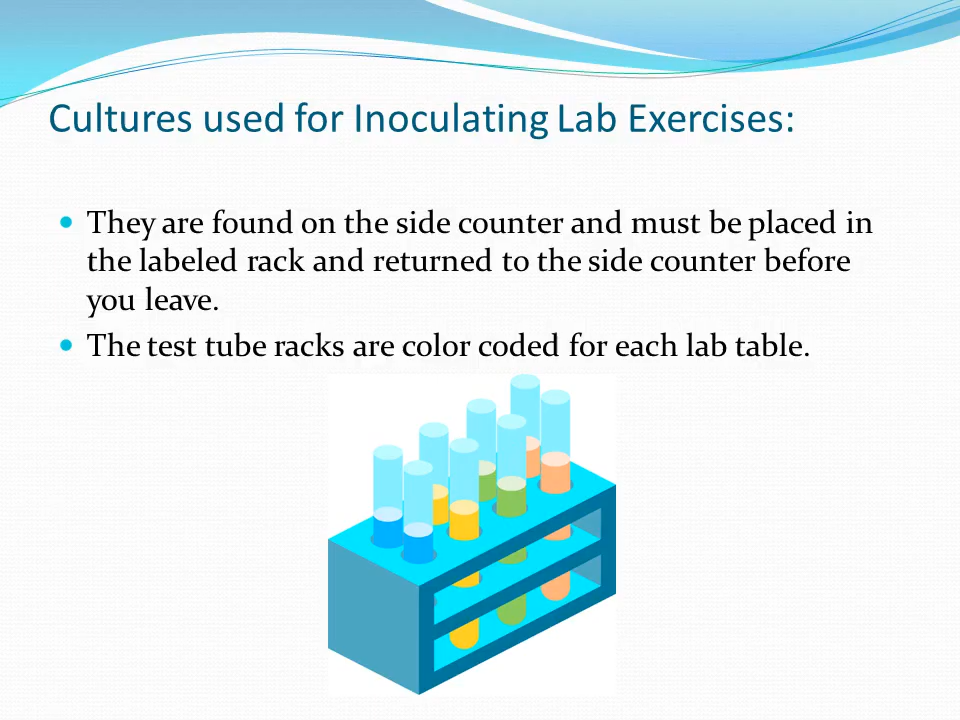 Cultures used for Inoculating Lab Exercises:
They are found on the side counter and must be placed in
the labeled rack and returned to the side counter before
you leave.
The test tube racks are color coded for each lab table.